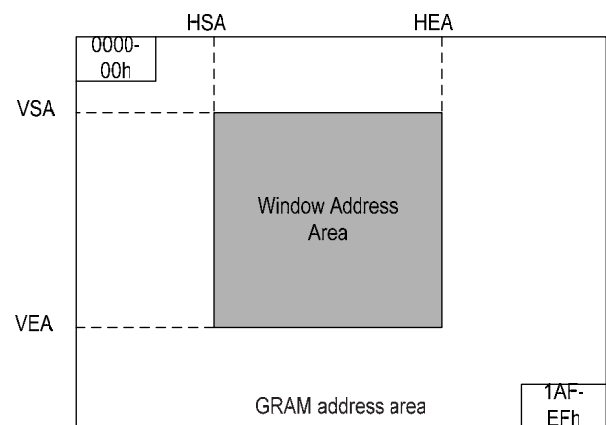 HSA
HEA
0000-
00h
VSA
Window Address
Area
VEA
1AF-
EFh
GRAM address area